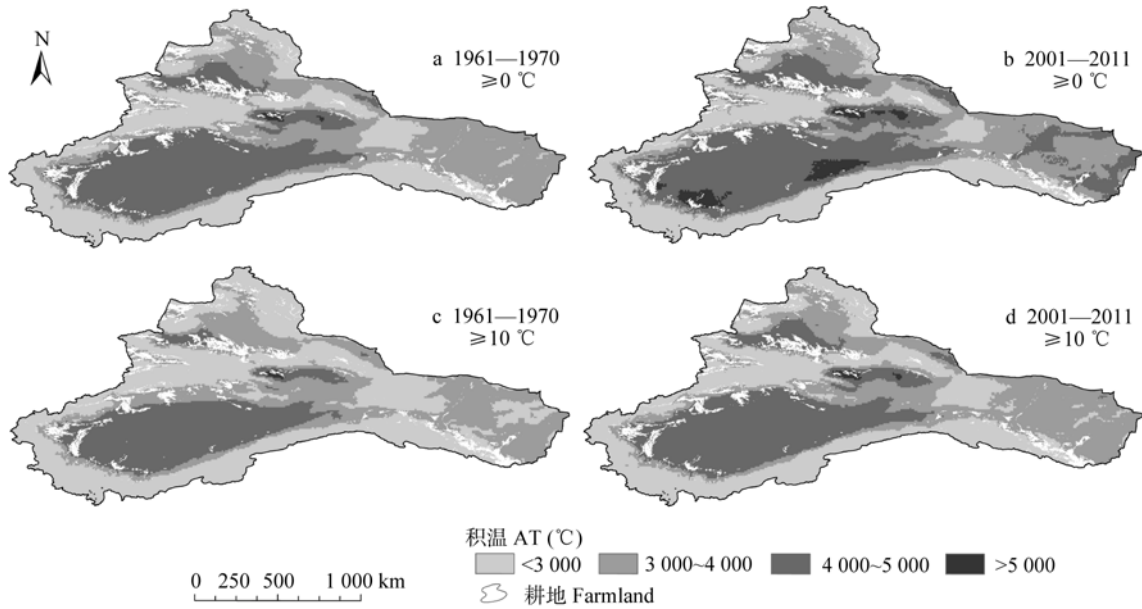 N
a 1961—1970
≥0 ℃
b 2001—2011
≥0 ℃
c 1961—1970
≥10 ℃
d 2001—2011
≥10 ℃
积温 AT (℃)
<3 000 3 000~4 000 4 000~5 000 >5 000
0 250 500 1 000 km
耕地 Farmland